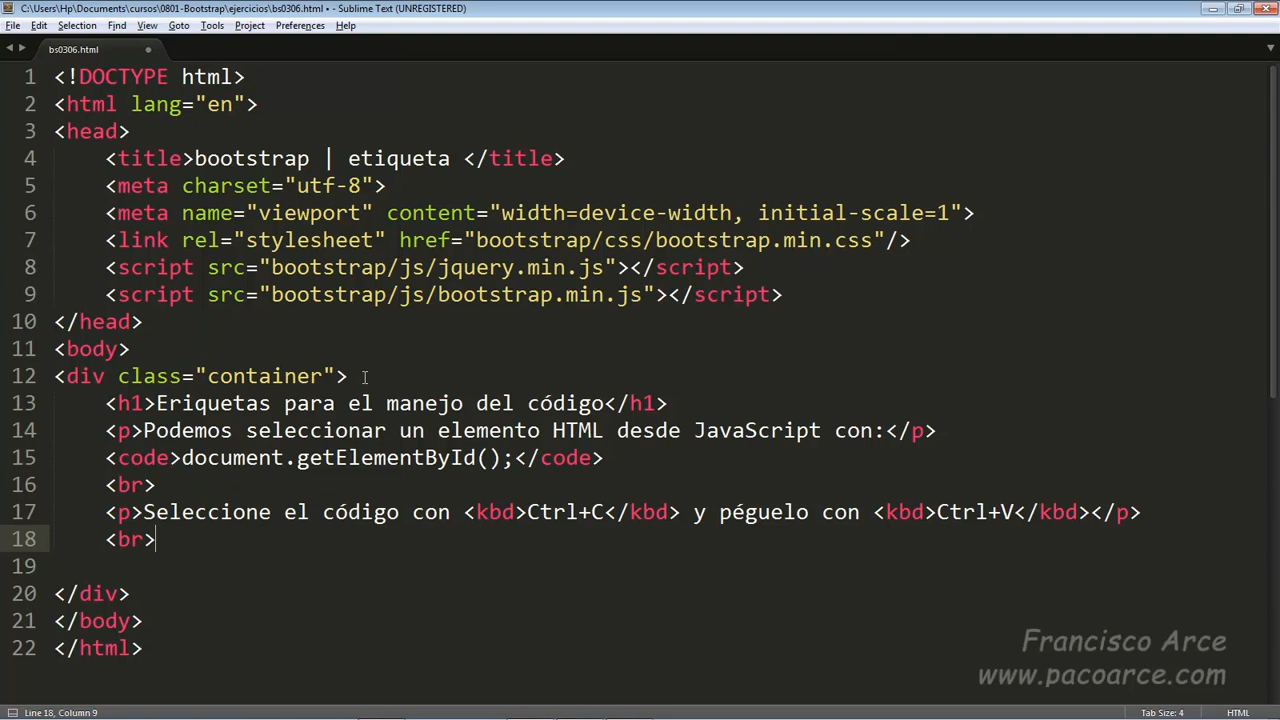 C:\Users\Hp\Documents\cursos\0801-Bootstrap\ejercicios\bs0306.html • - Sublime Text (UNREGISTERED)
File Edit Selection Find View Goto Tools Project Preferences Help
bs0306.html
1 <!DOCTYPE html>
2 <html lang="en">
3 <head>
4 <title>bootstrap | etiqueta </title>
5 <meta charset="utf-8">
6 <meta name="viewport" content="width=device-width, initial-scale=1">
7 <link rel="stylesheet" href="bootstrap/css/bootstrap.min.css"/>
8 <script src="bootstrap/js/jquery.min.js"></script>
9 <script src="bootstrap/js/bootstrap.min.js"></script>
10 </head>
11 <body>
12 <div class="container">
13 <h1>Eriquetas para el manejo del código</h1>
14 <p>Podemos seleccionar un elemento HTML desde JavaScript con:</p>
15 <code>document.getElementById();</code>
16 <br>
17 <p>Seleccione el código con <kbd>Ctrl+C</kbd> y péguelo con <kbd>Ctrl+V</kbd></p>
18 <br>
19
20 </div>
21 </body>
22 </html>
Francisco Arce
www.pacoarce.com
Line 18, Column 9 Tab Size: 4 HTML